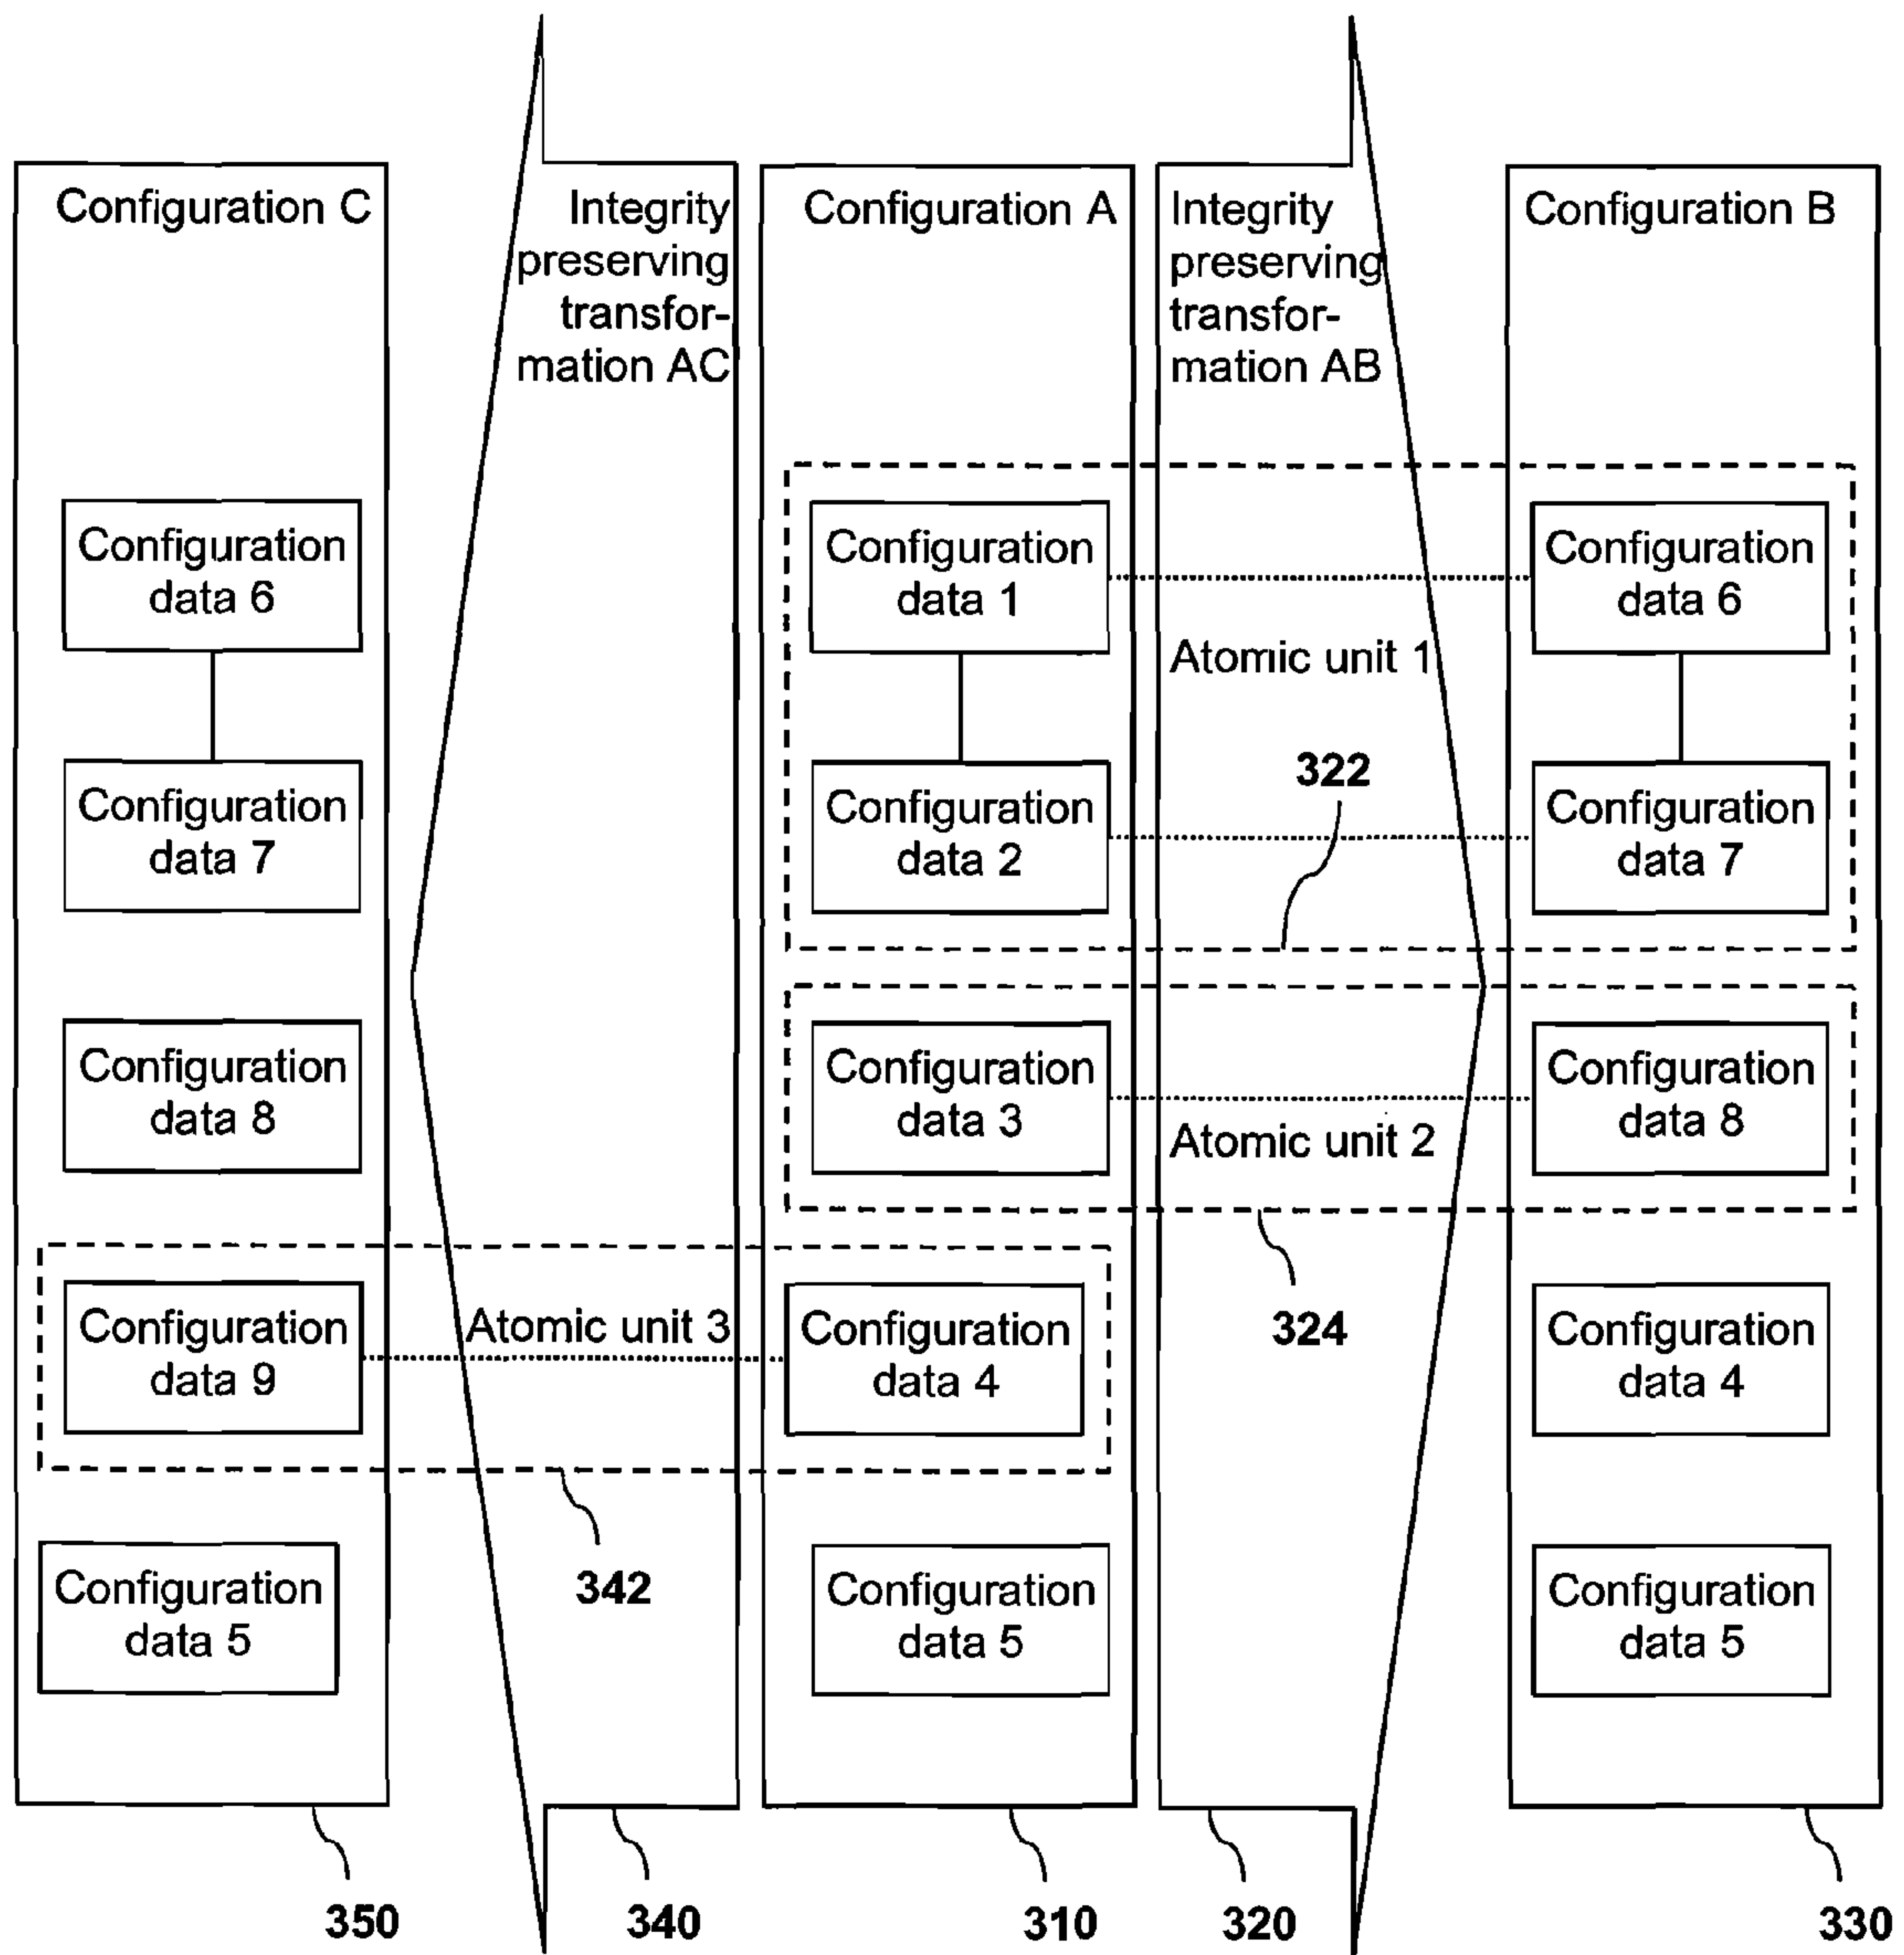 Configuration C
Integrity
preserving
transfor-
mation AC
Configuration A
Integrity
preserving
transfor-
mation AB
Configuration B
Configuration
data 6
Configuration
data 1
Configuration
data 6
Atomic unit 1
Configuration
data 7
Configuration
data 2
322
Configuration
data 7
Configuration
data 8
Configuration
data 3
Atomic unit 2
Configuration
data 8
Configuration
data 9
Atomic unit 3
Configuration
data 4
324
Configuration
data 4
342
Configuration
data 5
Configuration
data 5
Configuration
data 5
350
340
310
320
330